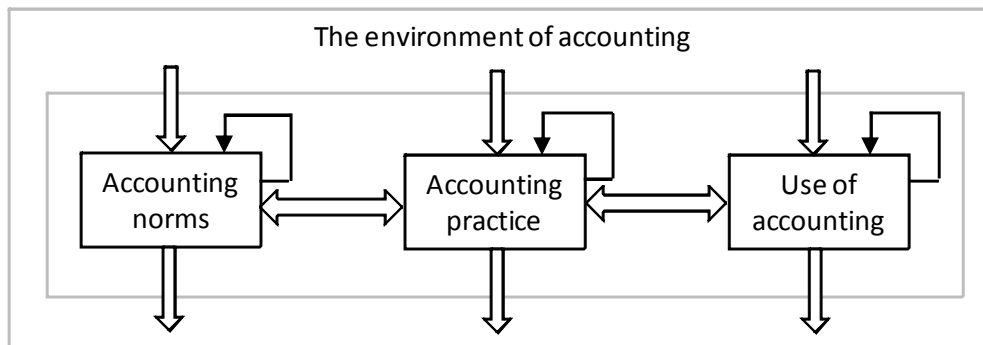 The environment of accounting
Accounting
norms
Accounting
practice
Use of
accounting